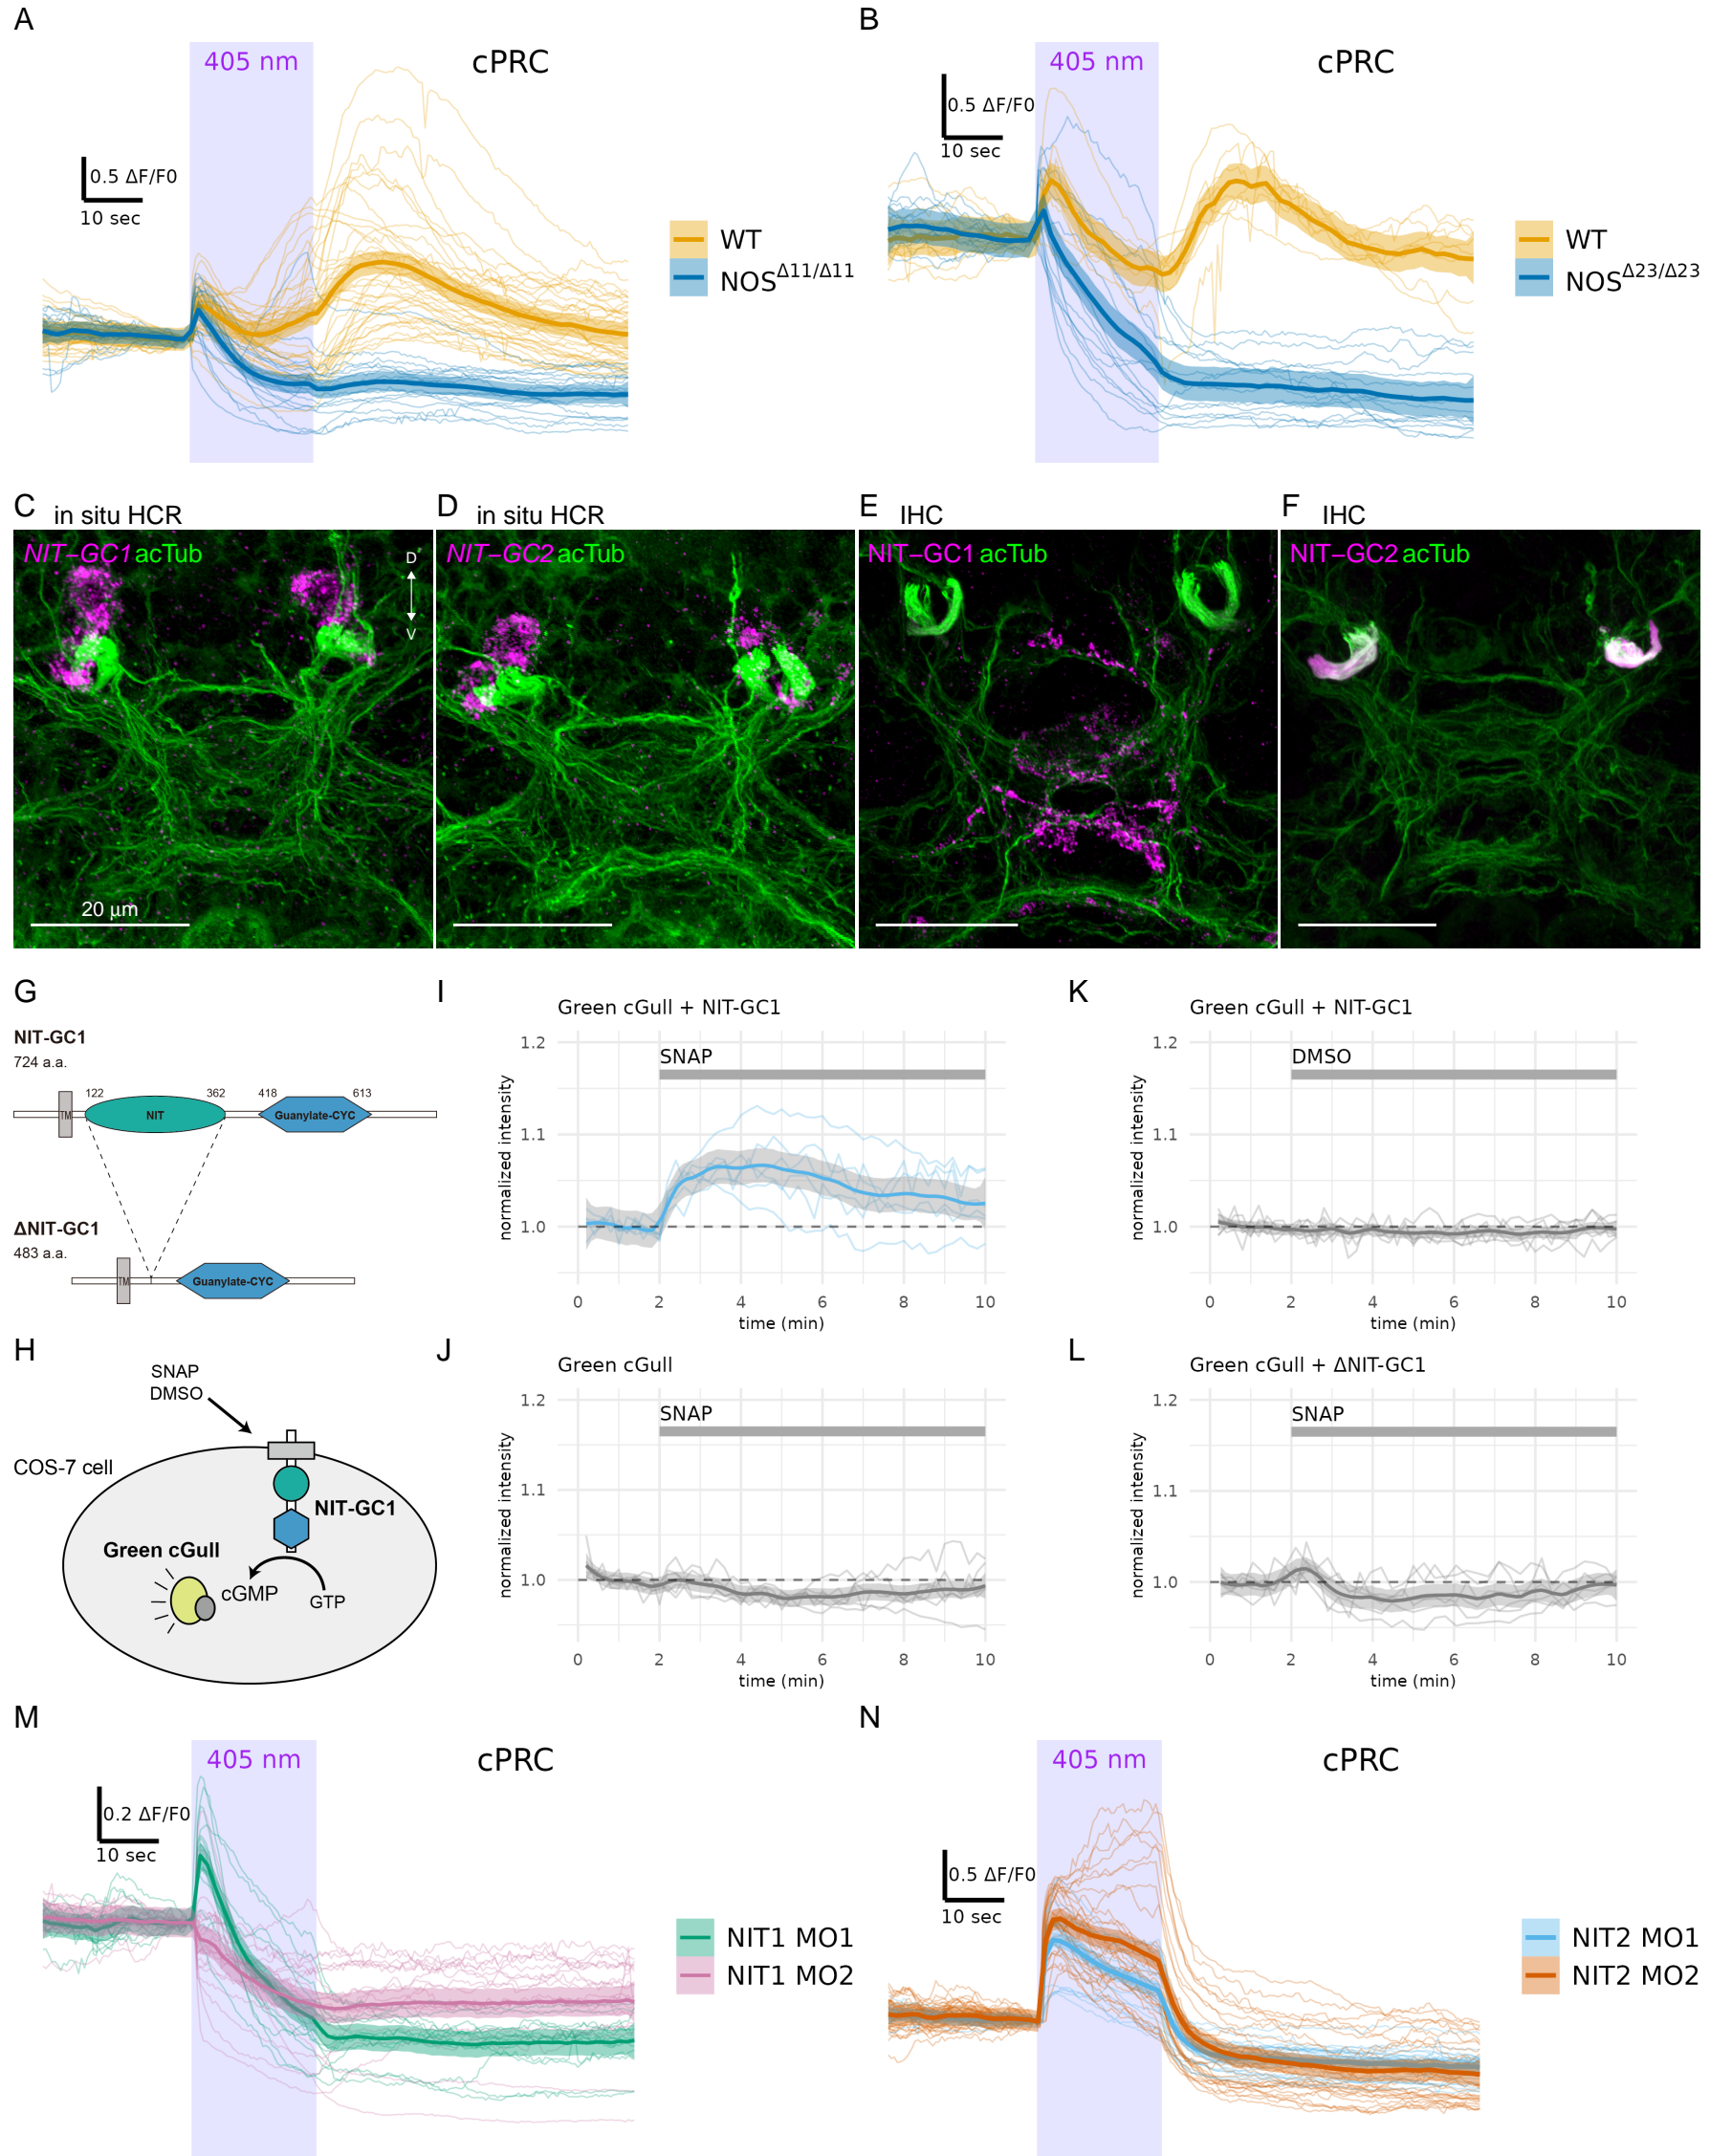 A
405 nm
cPRC
0.5 ΔF/F0
10 sec
WT
NOSΔ11/Δ11
B
405 nm
cPRC
0.5 ΔF/F0
10 sec
WT
NOSΔ23/Δ23
C in situ HCR
NIT–GC1 acTub
D
V
20 µm
D in situ HCR
NIT–GC2 acTub
E IHC
NIT–GC1 acTub
F IHC
NIT–GC2 acTub
G
NIT-GC1
724 a.a.
122 362 418 613
TM NIT Guanylate-CYC
ΔNIT-GC1
483 a.a.
TM Guanylate-CYC
H
SNAP
DMSO
COS-7 cell
NIT-GC1
Green cGull
cGMP
GTP
I
Green cGull + NIT-GC1
SNAP
normalized intensity
1.2
1.1
1.0
0 2 4 6 8 10
time (min)
J
Green cGull
SNAP
normalized intensity
1.2
1.1
1.0
0 2 4 6 8 10
time (min)
K
Green cGull + NIT-GC1
DMSO
normalized intensity
1.2
1.1
1.0
0 2 4 6 8 10
time (min)
L
Green cGull + ΔNIT-GC1
SNAP
normalized intensity
1.2
1.1
1.0
0 2 4 6 8 10
time (min)
M
405 nm
cPRC
0.2 ΔF/F0
10 sec
NIT1 MO1
NIT1 MO2
N
405 nm
cPRC
0.5 ΔF/F0
10 sec
NIT2 MO1
NIT2 MO2